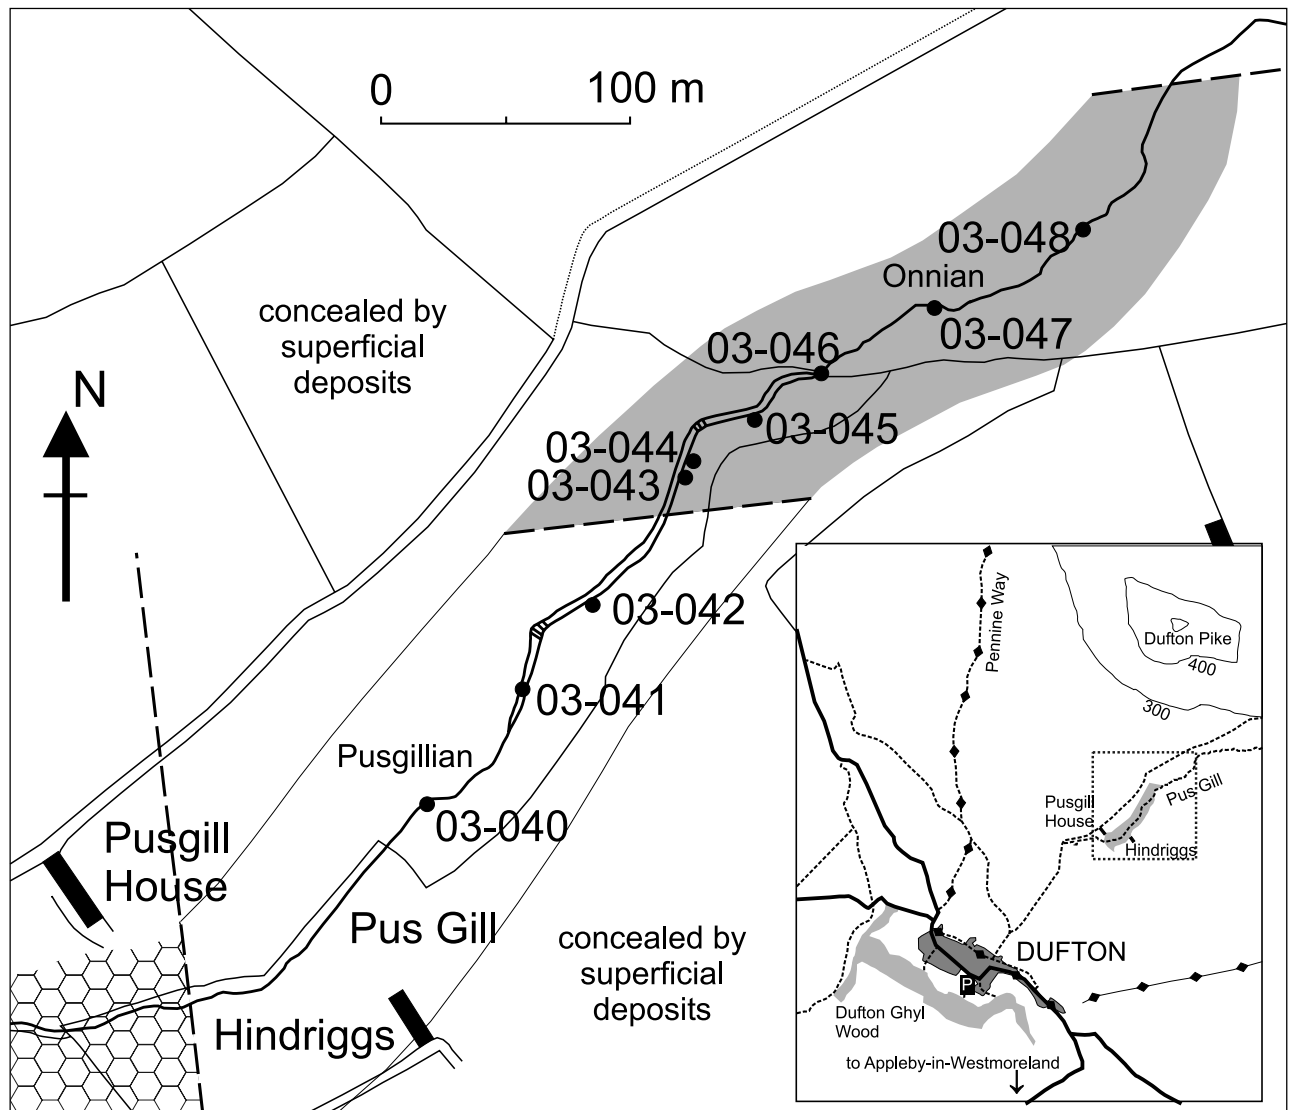 0 100 m
03-048
Onnian
03-047
concealed by
superficial
deposits
03-046
N
03-045
03-044
03-043
03-042
03-041
Pusgillian
03-040
Pusgill
House
Pus Gill
concealed by
superficial
deposits
Hindriggs
Pennine Way
Dufton Pike
400
300
Pusgill
House
Pus Gill
Hindriggs
DUFTON
P
Dufton Ghyl
Wood
to Appleby-in-Westmoreland